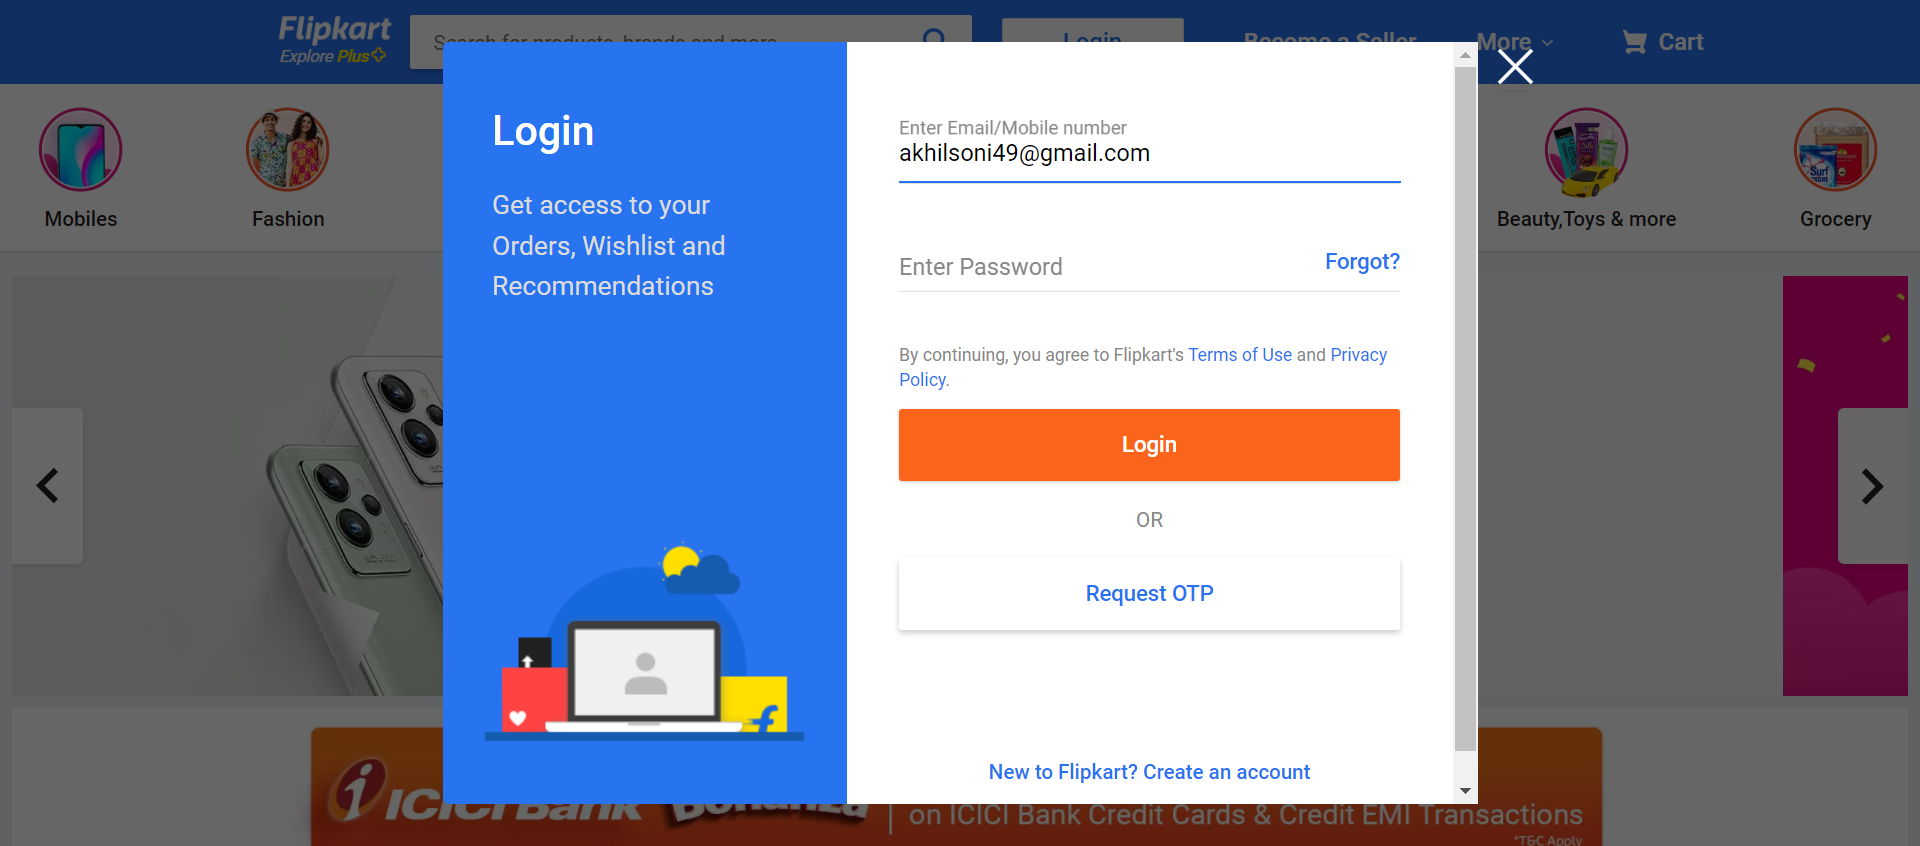 Flipkart
Explore Plus
Search for products, brands and more
Login
Become a Seller
More
Cart
Mobiles
Fashion
Beauty,Toys & more
Grocery
Login
Get access to your
Orders, Wishlist and
Recommendations
Enter Email/Mobile number
akhilsoni49@gmail.com
Enter Password
Forgot?
By continuing, you agree to Flipkart's Terms of Use and Privacy
Policy.
Login
OR
Request OTP
New to Flipkart? Create an account
ICICI Bank
Bonanza
on ICICI Bank Credit Cards & Credit EMI Transactions
*T&C Apply